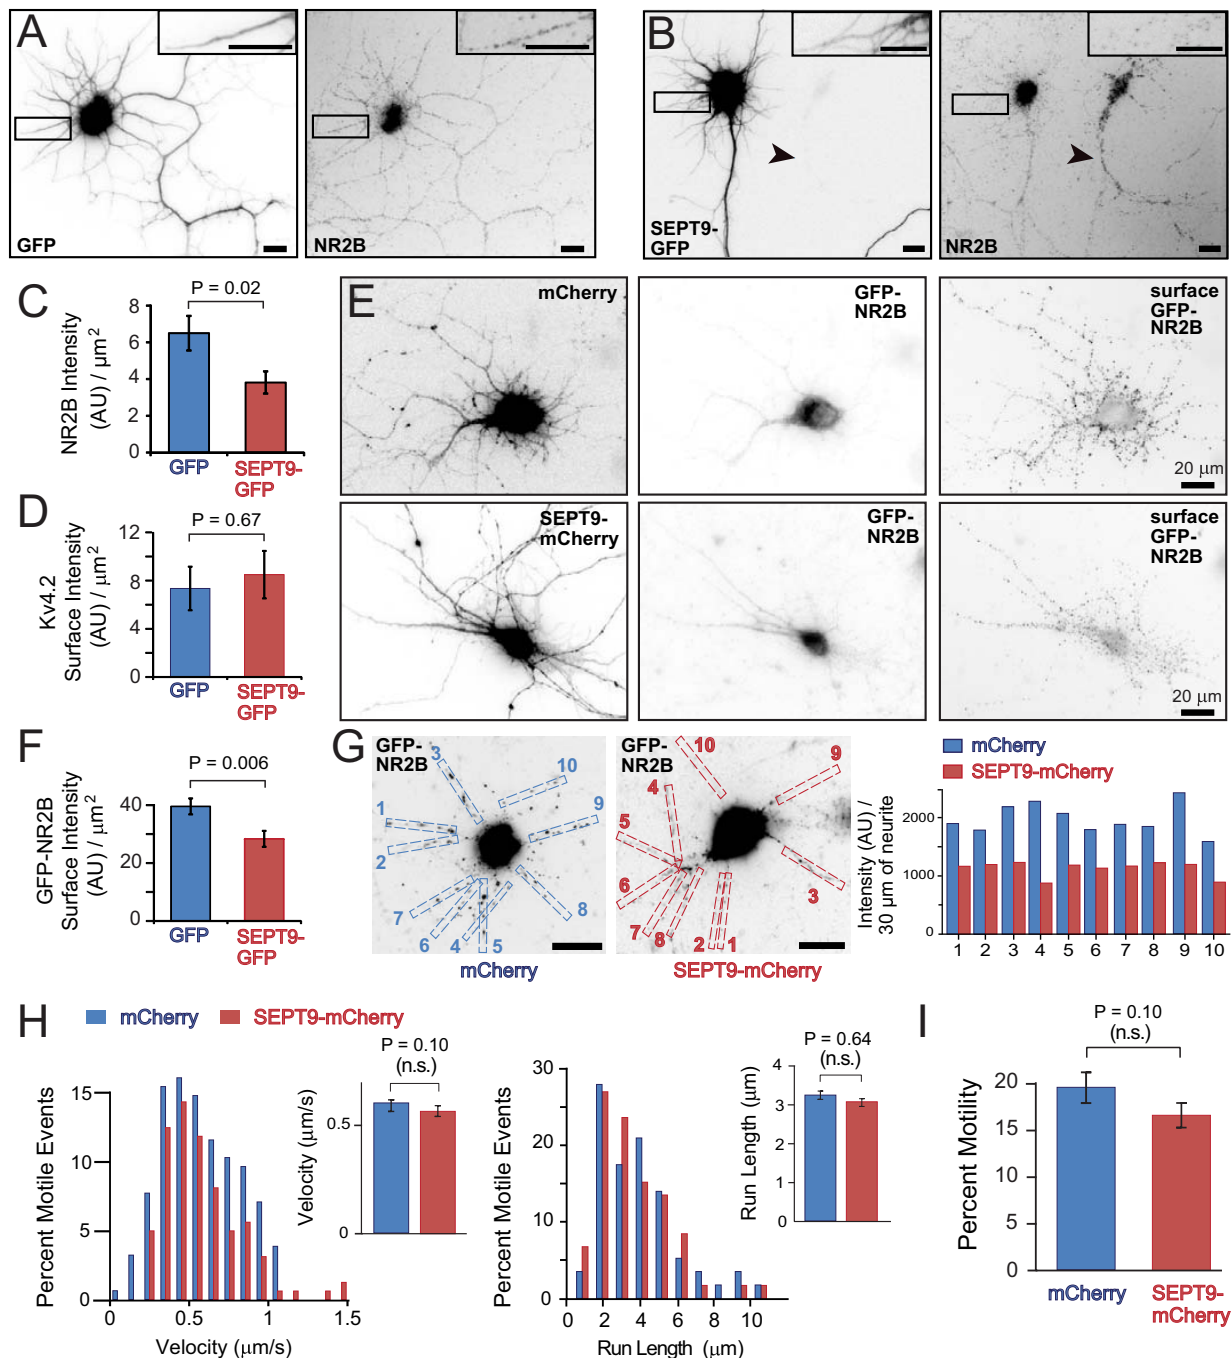 A
GFP
NR2B
B
SEPT9-
GFP
NR2B
C
P = 0.02
NR2B Intensity
(AU) / µm²
8
6
4
2
0
GFP
SEPT9-
GFP
D
P = 0.67
Kv4.2
Surface Intensity
(AU) / µm²
12
8
4
0
GFP
SEPT9-
GFP
E
mCherry
GFP-
NR2B
surface
GFP-
NR2B
20 µm
SEPT9-
mCherry
GFP-
NR2B
surface
GFP-
NR2B
20 µm
F
P = 0.006
GFP-NR2B
Surface Intensity
(AU) / µm²
40
20
0
GFP
SEPT9-
GFP
G
GFP-
NR2B
3
10
1
9
2
7
6
4
5
8
mCherry
GFP-
NR2B
10
9
4
5
6
7
8
2
1
3
SEPT9-mCherry
mCherry
SEPT9-mCherry
Intensity (AU) /
30 µm of neurite
2000
1000
0
1 2 3 4 5 6 7 8 9 10
H
mCherry
SEPT9-mCherry
Percent Motile Events
15
10
5
0
0 0.5 1.0 1.5
Velocity (µm/s)
P = 0.10
(n.s.)
Velocity (µm/s)
0.5
0
Percent Motile Events
30
20
10
0
0 2 4 6 8 10
Run Length (µm)
P = 0.64
(n.s.)
Run Length (µm)
4
3
2
1
0
I
P = 0.10
(n.s.)
Percent Motility
20
15
10
5
0
mCherry
SEPT9-
mCherry